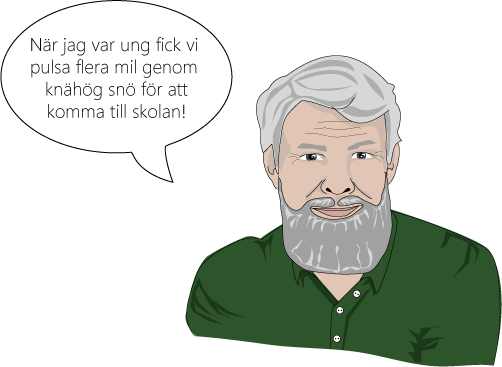 När jag var ung fick vi
pulsa flera mil genom
knähög snö för att
komma till skolan!